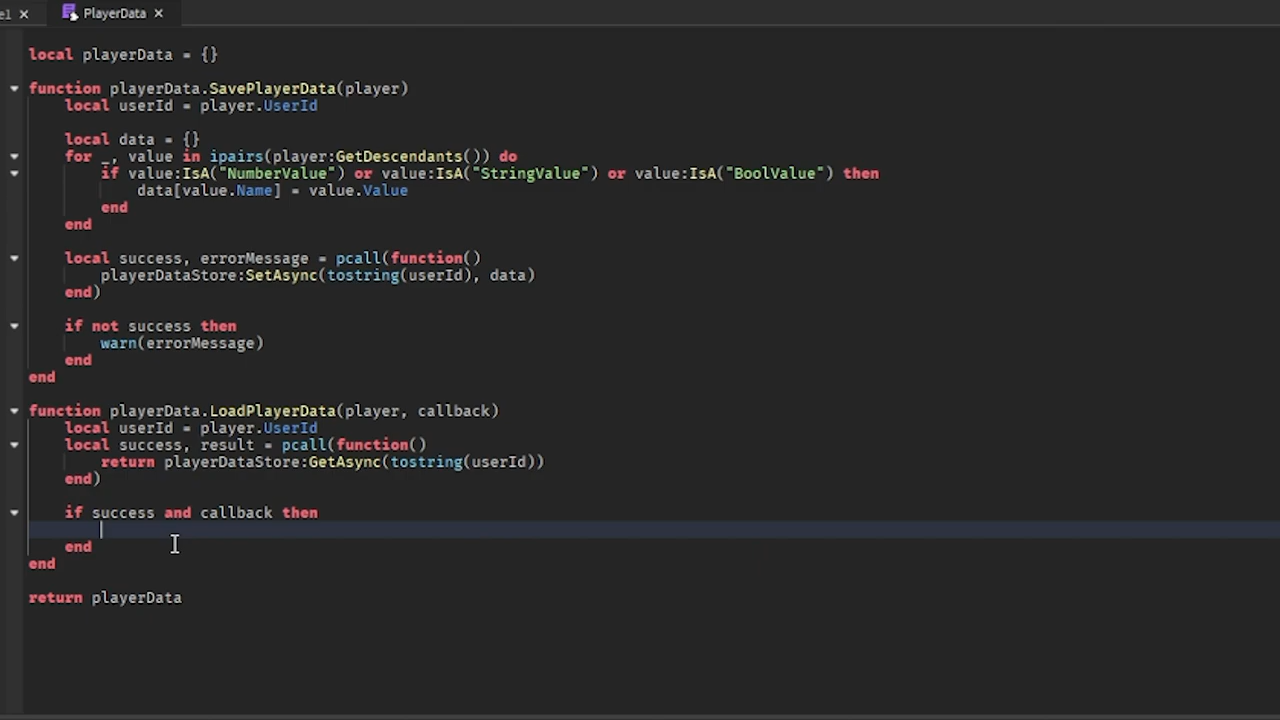 PlayerData
local playerData = {}
function playerData.SavePlayerData(player)
local userId = player.UserId
local data = {}
for _, value in ipairs(player:GetDescendants()) do
if value:IsA("NumberValue") or value:IsA("StringValue") or value:IsA("BoolValue") then
data[value.Name] = value.Value
end
end
local success, errorMessage = pcall(function()
playerDataStore:SetAsync(tostring(userId), data)
end)
if not success then
warn(errorMessage)
end
end
function playerData.LoadPlayerData(player, callback)
local userId = player.UserId
local success, result = pcall(function()
return playerDataStore:GetAsync(tostring(userId))
end)
if success and callback then
end
end
return playerData